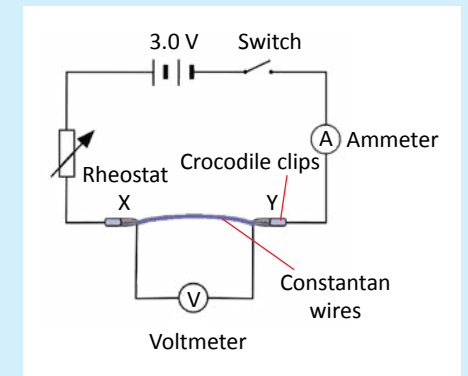 3.0 V
Switch
A
Ammeter
Rheostat
Crocodile clips
X
Y
Constantan
wires
V
Voltmeter